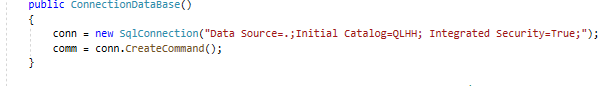 public ConnectionDataBase()
{
conn = new SqlConnection("Data Source=.;Initial Catalog=QLHH; Integrated Security=True;");
comm = conn.CreateCommand();
}